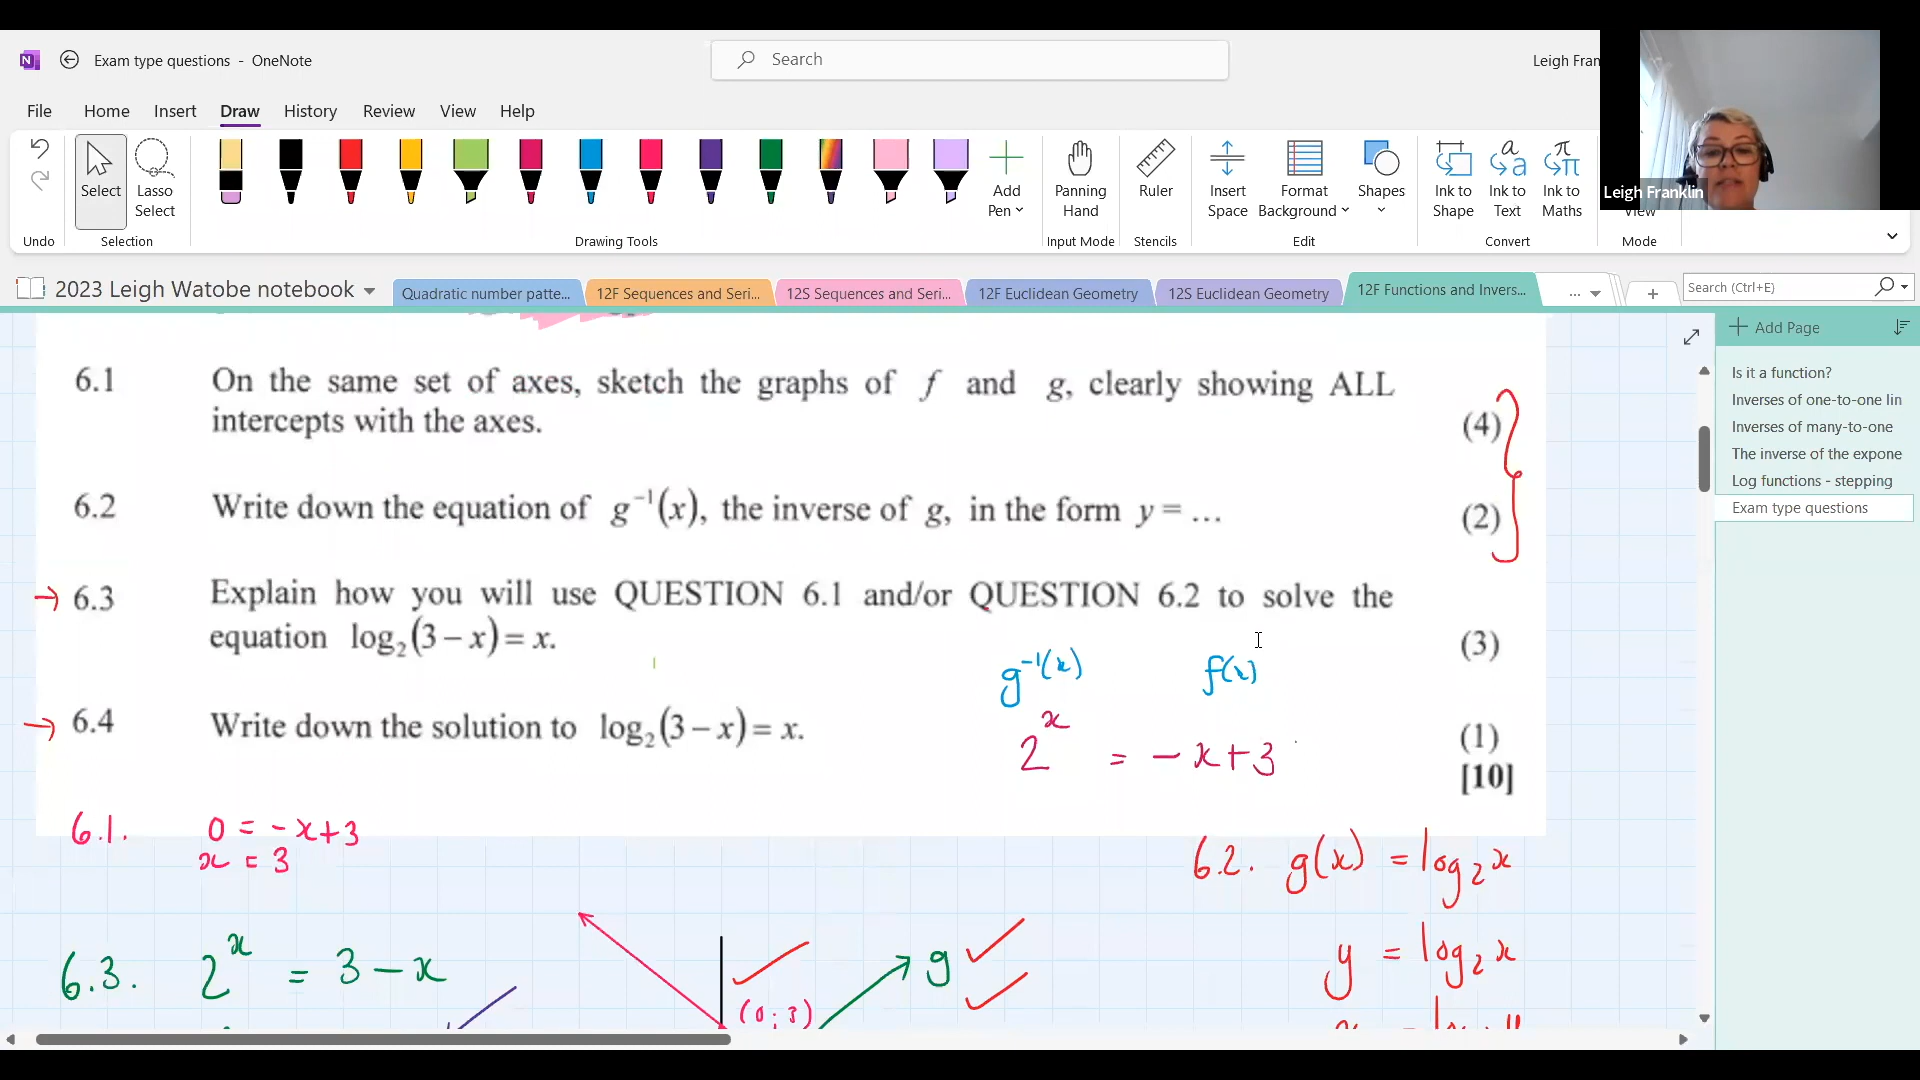 Exam type questions - OneNote
Search
Leigh Fran
File Home Insert Draw History Review View Help
Undo
Select
Lasso Select
Selection
Drawing Tools
Add Pen
Panning Hand
Input Mode
Ruler
Stencils
Insert Space
Format Background
Shapes
Edit
Ink to Shape
Ink to Text
Ink to Maths
Convert
View
Mode
Leigh Franklin
2023 Leigh Watobe notebook
Quadratic number patte...
12F Sequences and Seri...
12S Sequences and Seri...
12F Euclidean Geometry
12S Euclidean Geometry
12F Functions and Invers...
...
Search (Ctrl+E)
Add Page
Is it a function?
Inverses of one-to-one lin
Inverses of many-to-one
The inverse of the expone
Log functions - stepping
Exam type questions
6.1 On the same set of axes, sketch the graphs of f and g, clearly showing ALL
intercepts with the axes. (4)
6.2 Write down the equation of g⁻¹(x), the inverse of g, in the form y = ... (2)
→ 6.3 Explain how you will use QUESTION 6.1 and/or QUESTION 6.2 to solve the
equation log₂(3 – x) = x. (3)
g⁻¹(x) f(x)
→ 6.4 Write down the solution to log₂(3 – x) = x. (1)
2ˣ = -x+3
[10]
6.1. 0 = -x+3
x = 3
6.2. g(x) = log₂x
6.3. 2ˣ = 3-x
g
y = log₂x
(0;3)